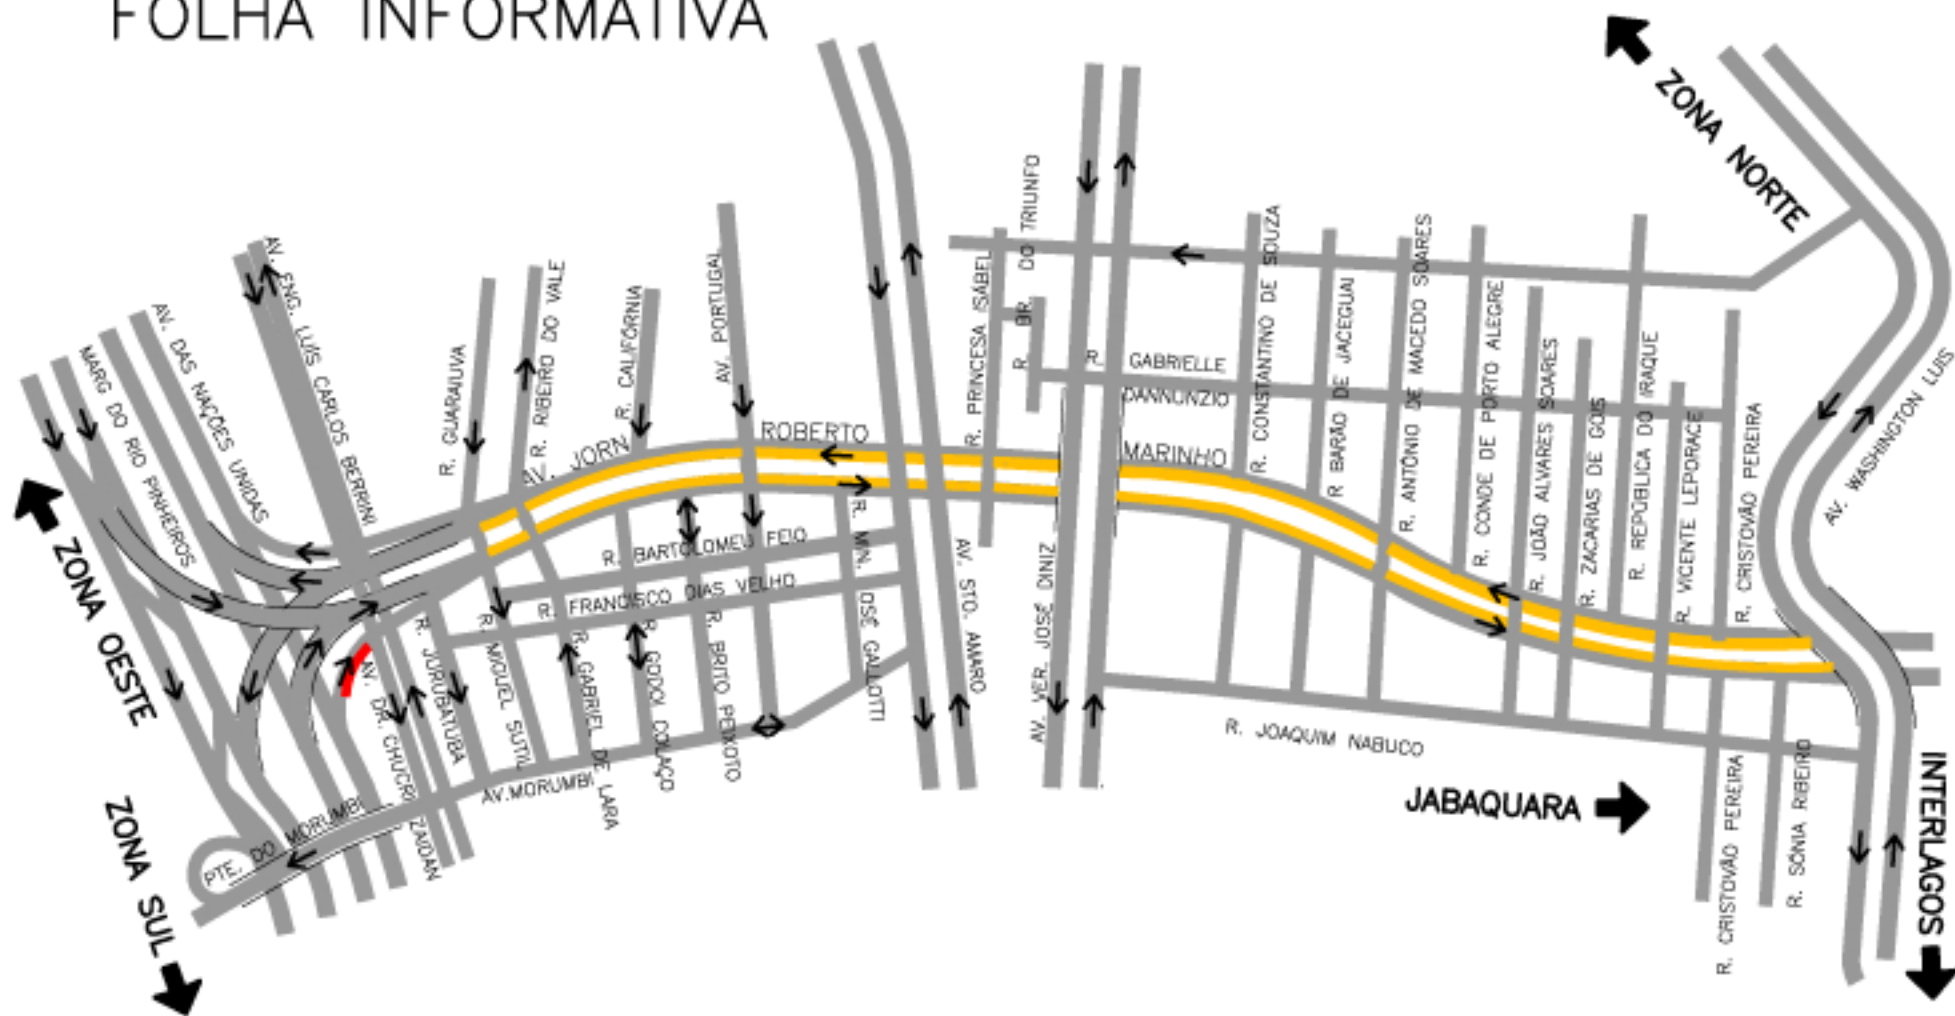 FOLHA INFORMATIVA
ZONA NORTE
R. BR. DO TRIUNFO
R. CONSTANTINO DE SOUZA
R. ANTÔNIO DE MACEDO SOARES
AV. ENG. LUÍS CARLOS BERRINI
R. RIBEIRO DO VALE
AV. PORTUGAL
R. PRINCESA ISABEL
R BARÃO DE JACEGUAI
R. CONDE DE PORTO ALEGRE
R. CALIFÓRNIA
AV. DAS NAÇÕES UNIDAS
MARG DO RIO PINHEIROS
R. GUARAIUVA
R. GABRIELLE
DANNUNZIO
R. JOÃO ALVARES SOARES
R. ZACARIAS DE GOIS
R. REPÚBLICA DO IRAQUE
R. VICENTE LEPORACE
R. CRISTOVÃO PEREIRA
AV. WASHINGTON LUIS
AV. JORN
ROBERTO
MARINHO
ZONA OESTE
R. BARTOLOMEU FEIO
R. FRANCISCO DIAS VELHO
R. MIN. JOSÉ GALLOTTI
AV. STO. AMARO
AV. VER. JOSÉ DINIZ
AV. DR. CHUCRI ZAIDAN
R. JURUBATUBA
R. MIGUEL SUTIL
R. GABRIEL DE LARA
R. GODOI COLAÇO
R. BRITO PEIXOTO
R. JOAQUIM NABUCO
AV.MORUMBI
PTE. DO MORUMBI
ZONA SUL
JABAQUARA
R. CRISTOVÃO PEREIRA
R. SÔNIA RIBEIRO
INTERLAGOS